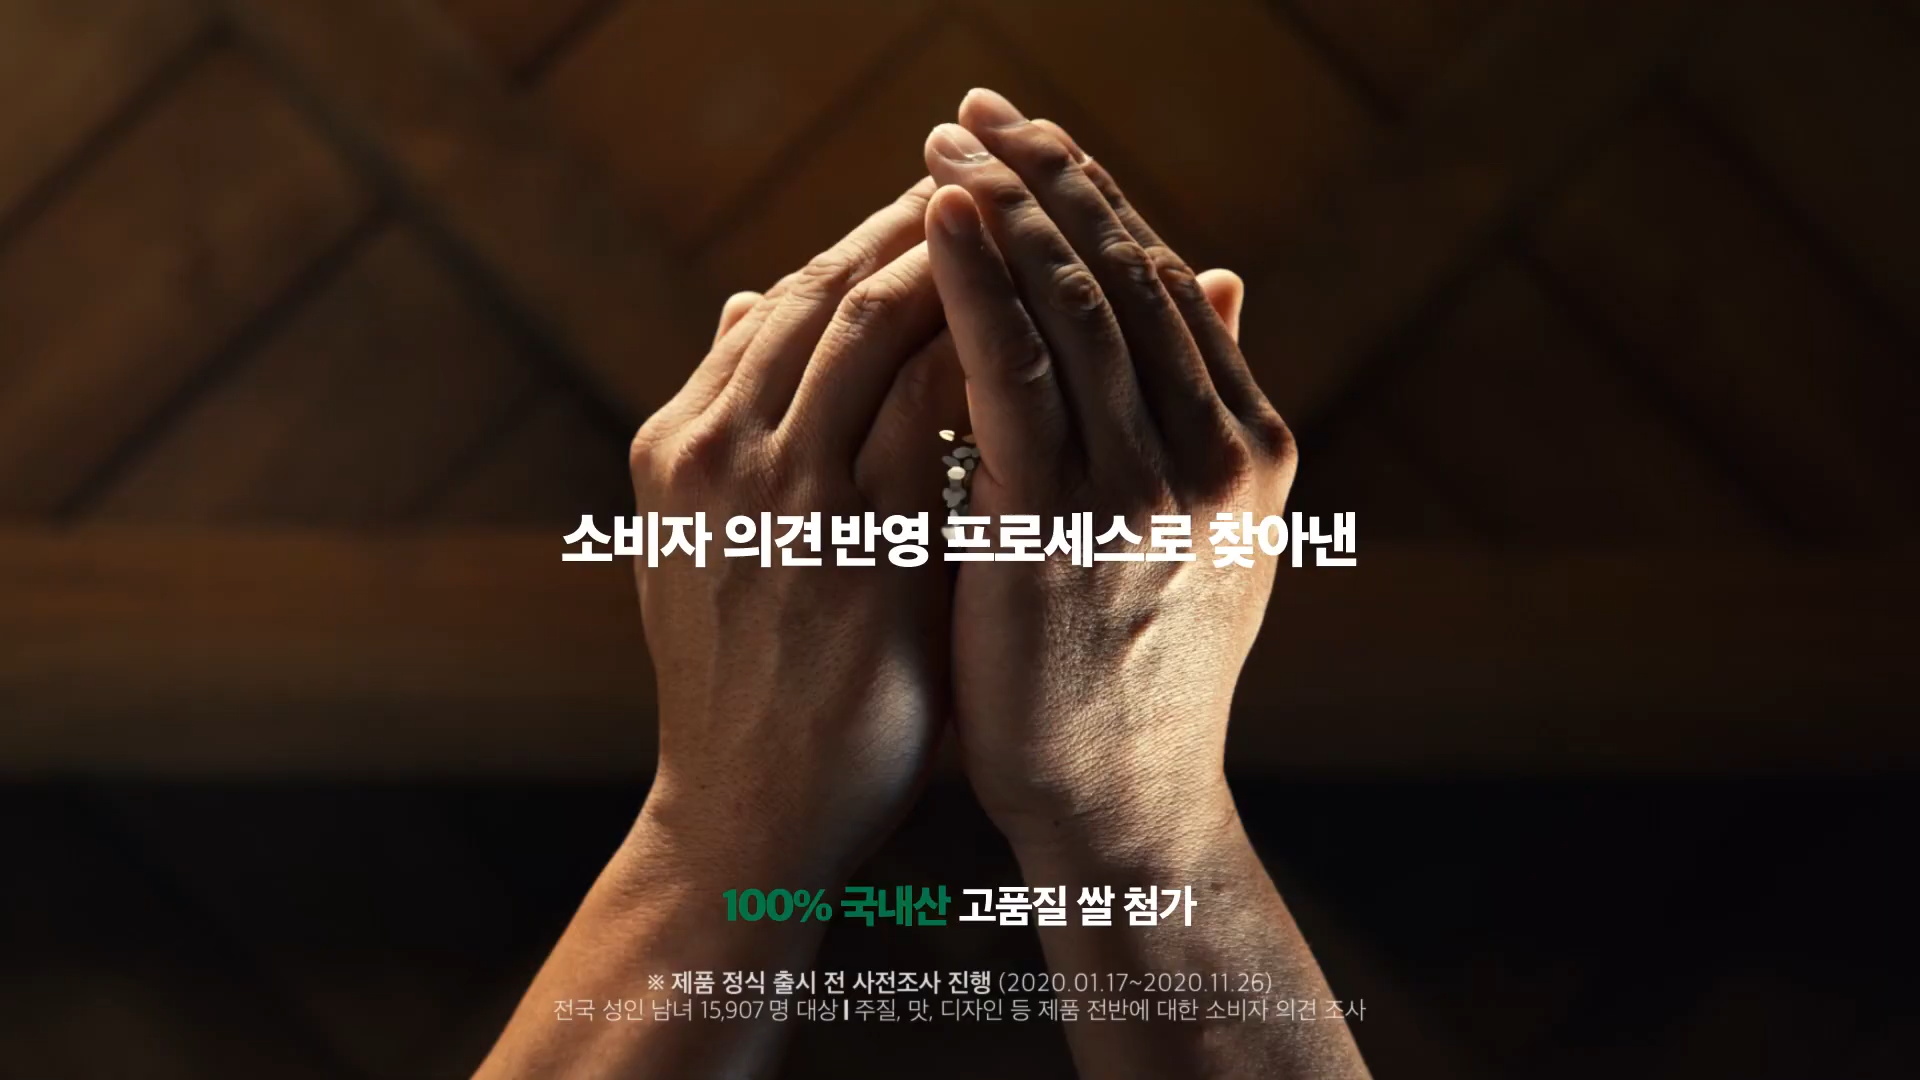 소비자 의견 반영 프로세스로 찾아낸
100% 국내산 고품질 쌀 첨가
※ 제품 정식 출시 전 사전조사 진행 (2020.01.17~2020.11.26)
전국 성인 남녀 15,907명 대상 | 주질, 맛, 디자인 등 제품 전반에 대한 소비자 의견 조사